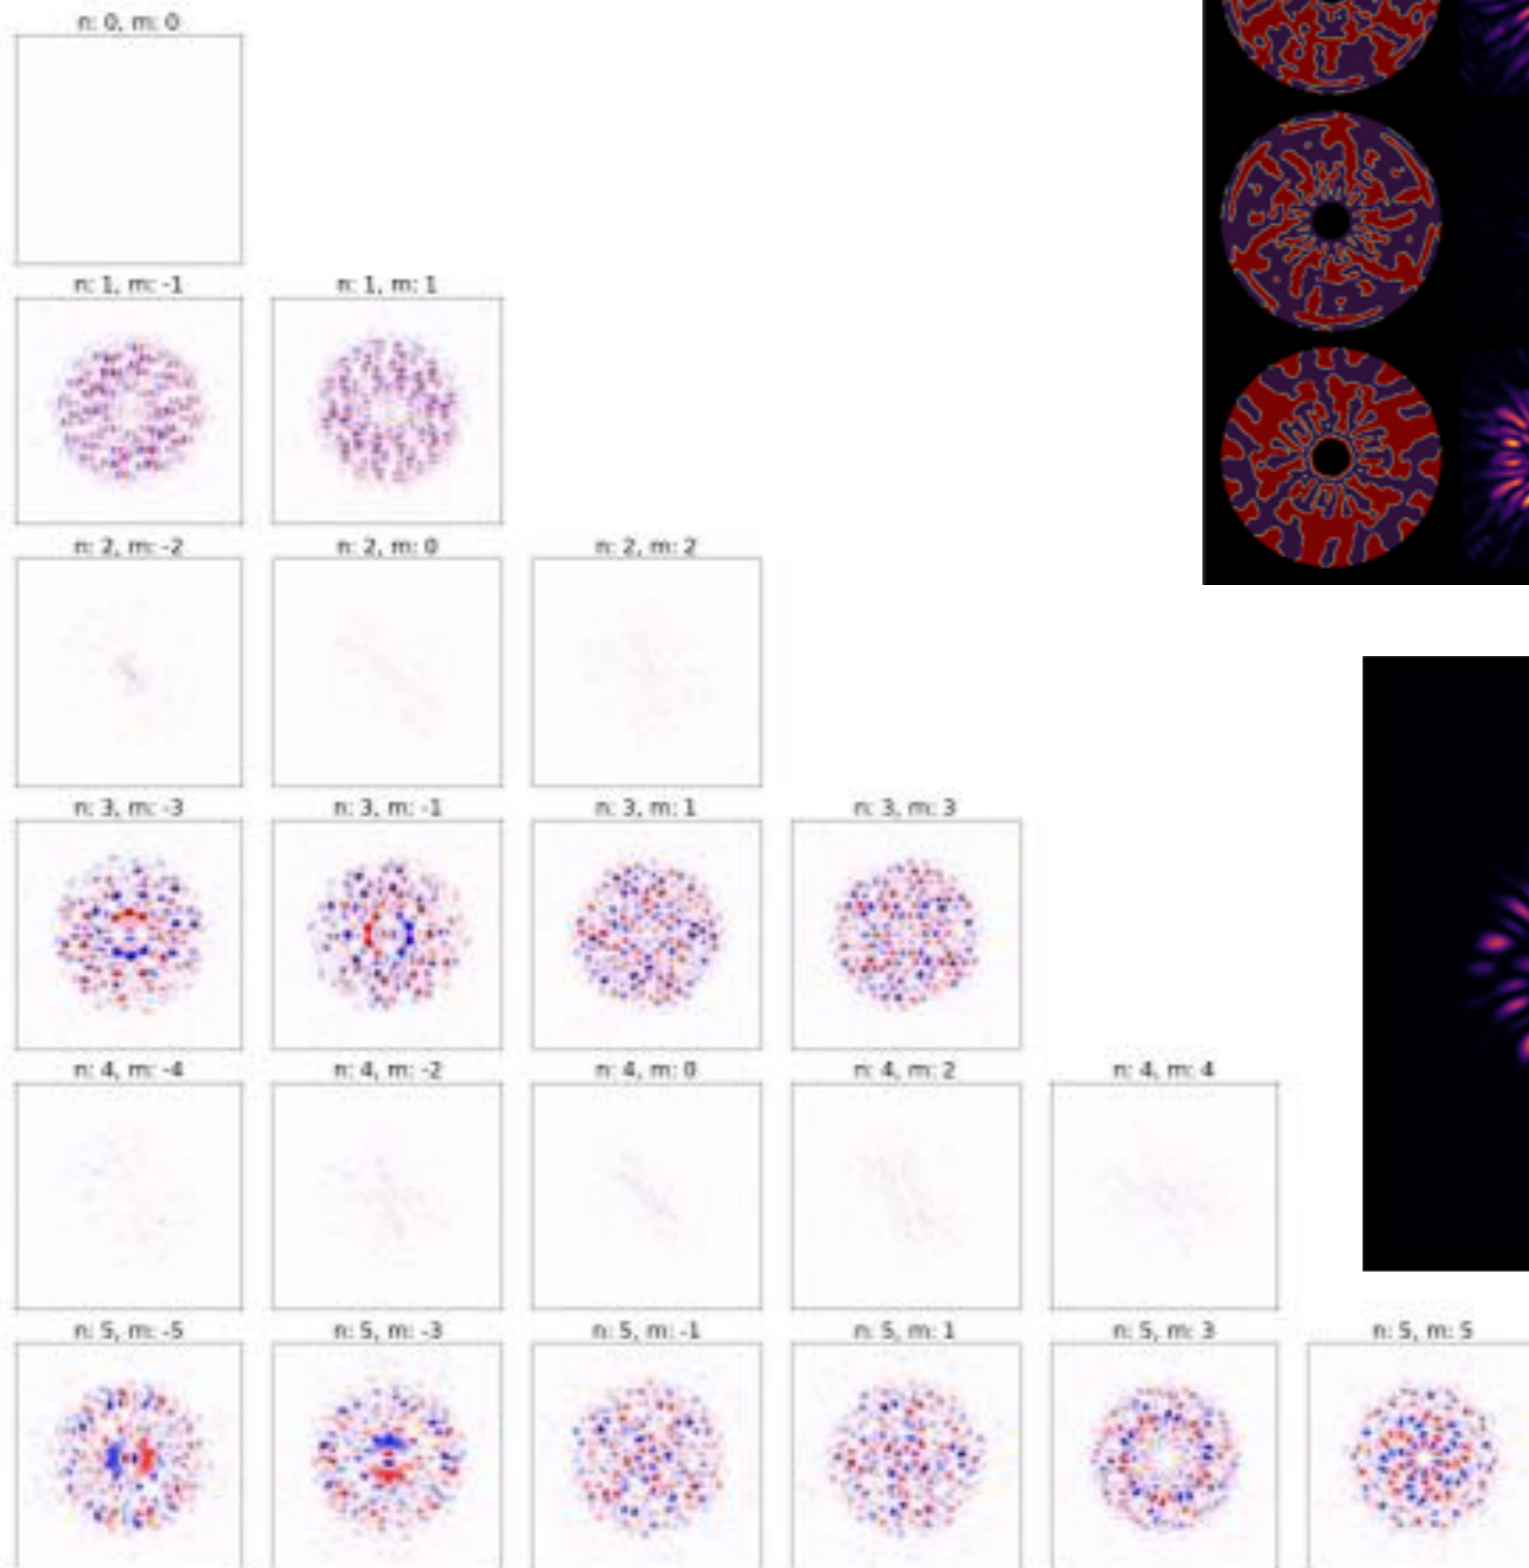 n: 0, m: 0
n: 1, m: -1 n: 1, m: 1
n: 2, m: -2 n: 2, m: 0 n: 2, m: 2
n: 3, m: -3 n: 3, m: -1 n: 3, m: 1 n: 3, m: 3
n: 4, m: -4 n: 4, m: -2 n: 4, m: 0 n: 4, m: 2 n: 4, m: 4
n: 5, m: -5 n: 5, m: -3 n: 5, m: -1 n: 5, m: 1 n: 5, m: 3 n: 5, m: 5